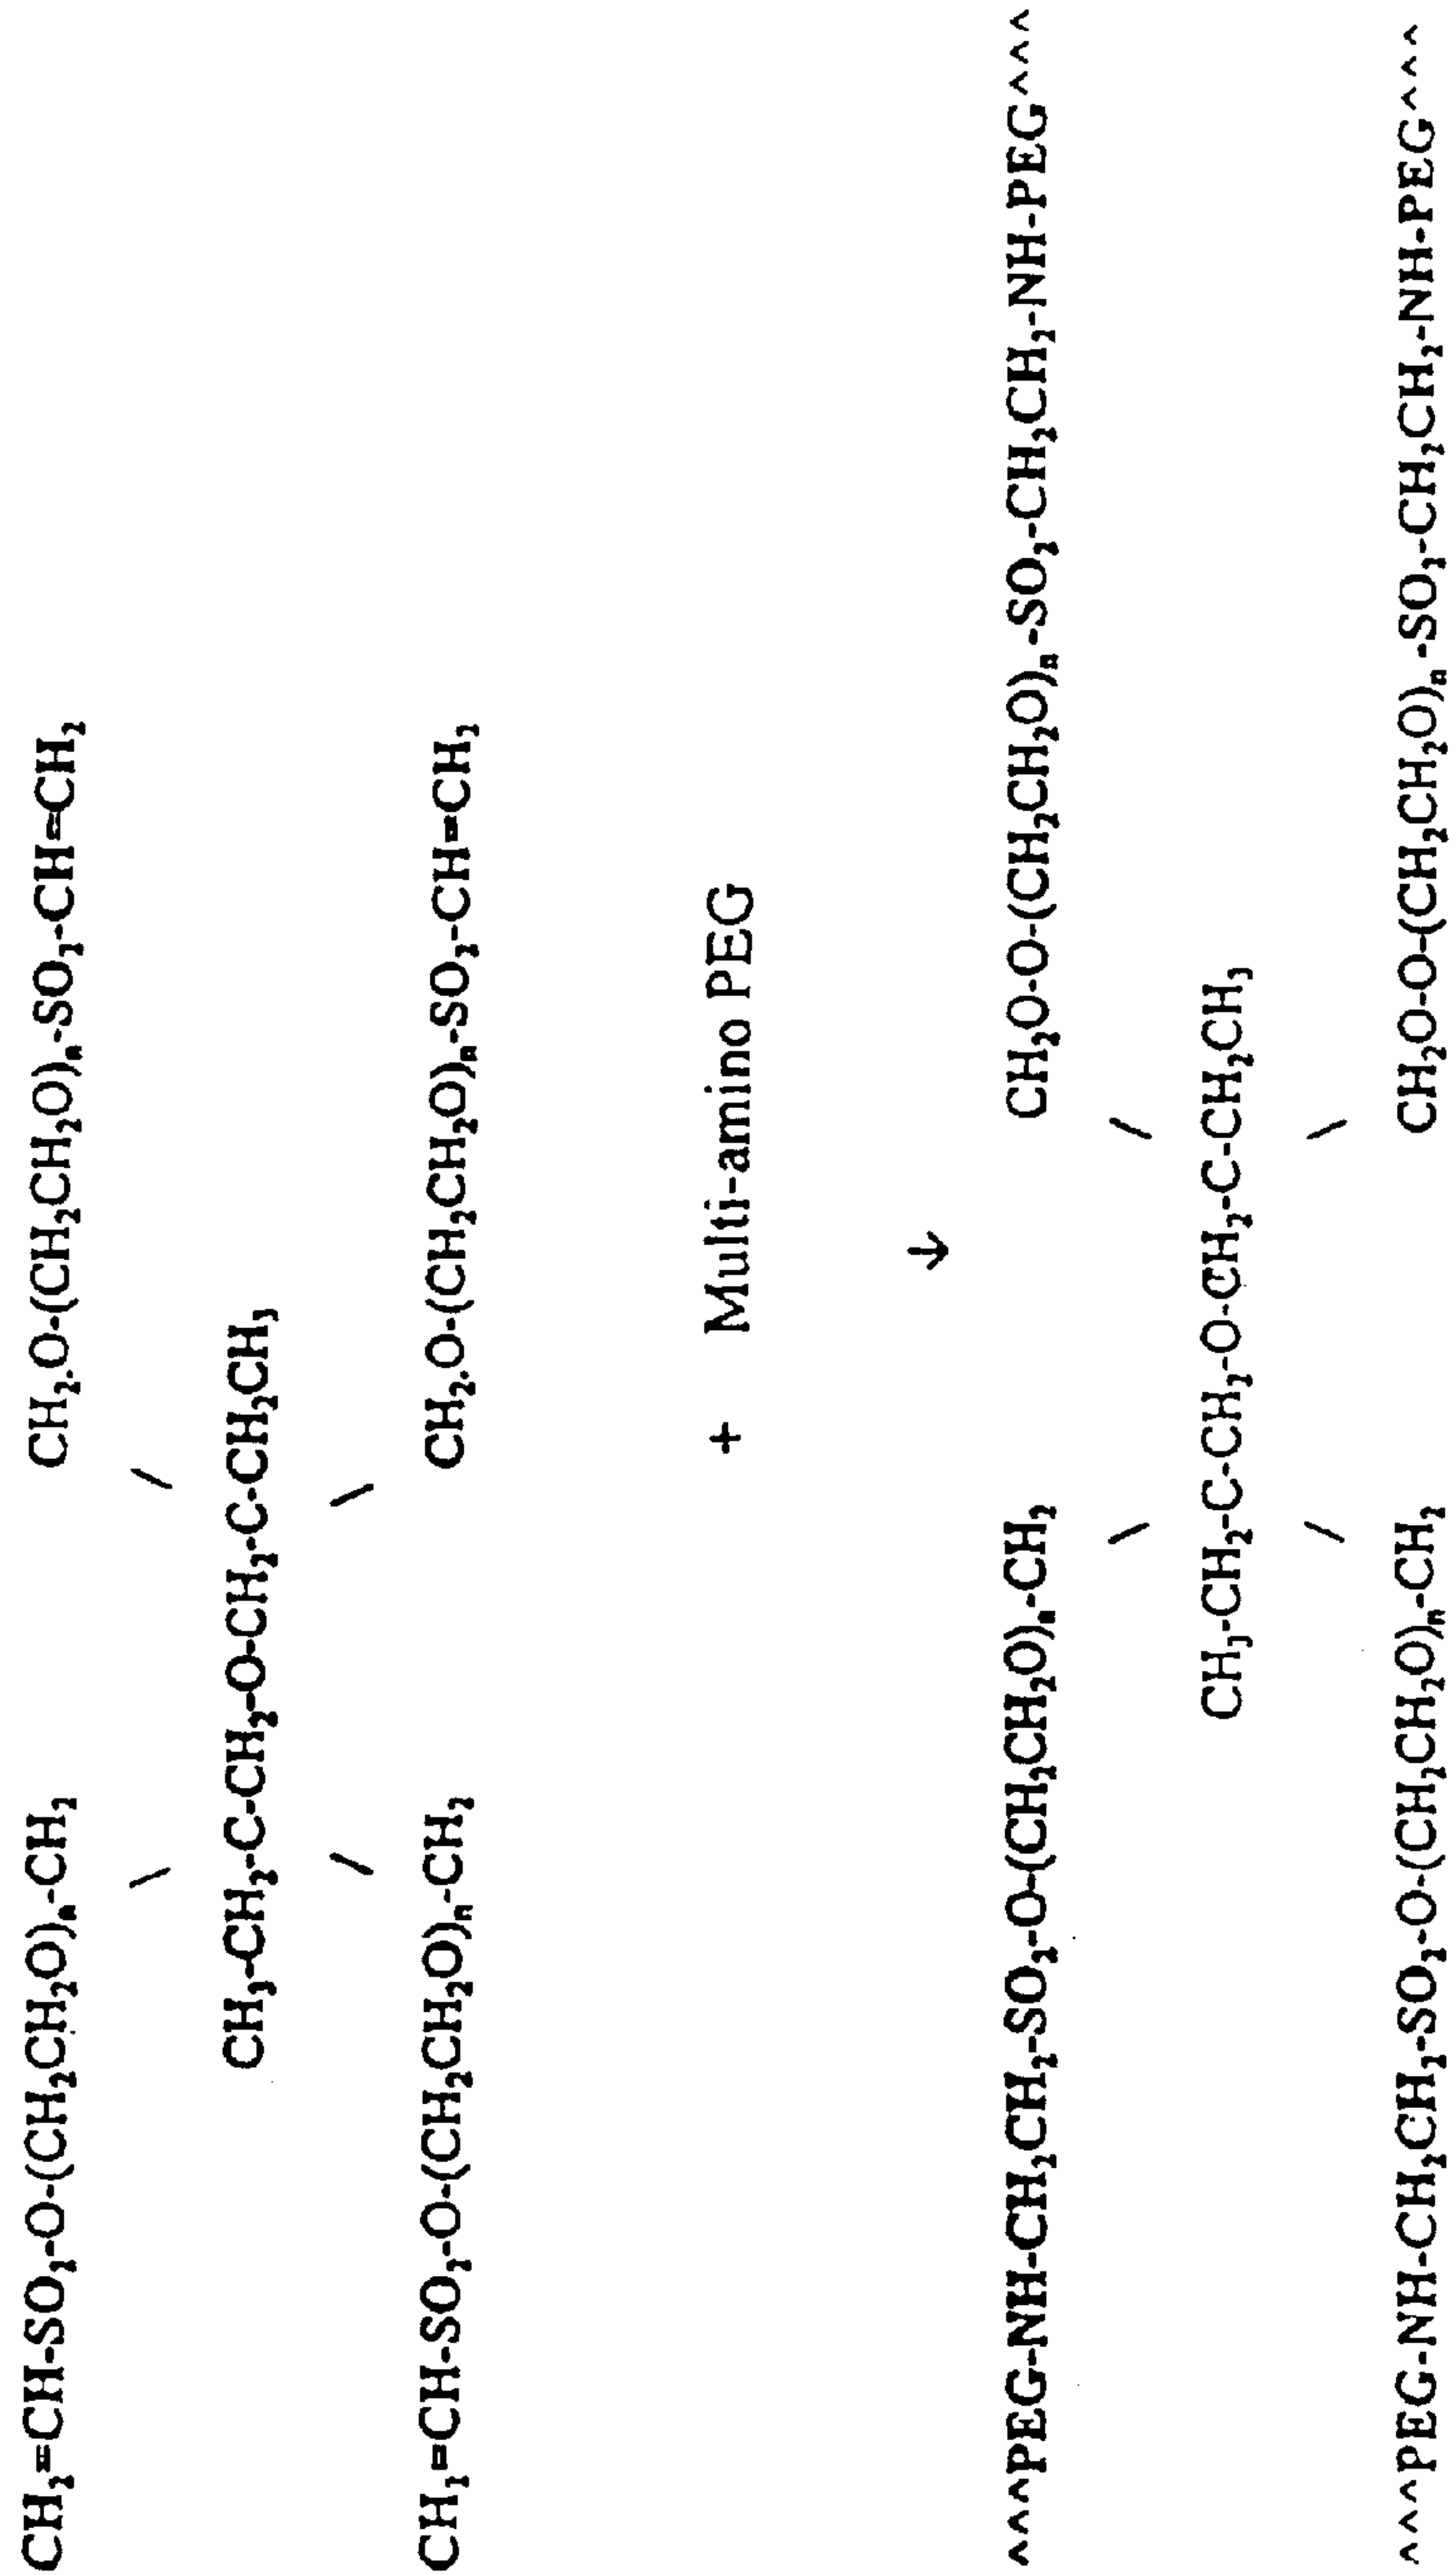 CH₂=CH-SO₂-O-(CH₂CH₂O)ₙ-CH₂ CH₂-O-(CH₂CH₂O)ₙ-SO₂-CH=CH₂
\ /
CH₃-CH₂-C-CH₂-O-CH₂-C-CH₂CH₃
/ \
CH₂=CH-SO₂-O-(CH₂CH₂O)ₙ-CH₂ CH₂-O-(CH₂CH₂O)ₙ-SO₂-CH=CH₂
+ Multi-amino PEG
↓
^^^PEG-NH-CH₂CH₂-SO₂-O-(CH₂CH₂O)ₙ-CH₂ CH₂O-O-(CH₂CH₂O)ₙ-SO₂-CH₂CH₂-NH-PEG^^^
\ /
CH₃-CH₂-C-CH₂-O-CH₂-C-CH₂CH₃
/ \
^^^PEG-NH-CH₂CH₂-SO₂-O-(CH₂CH₂O)ₙ-CH₂ CH₂O-O-(CH₂CH₂O)ₙ-SO₂-CH₂CH₂-NH-PEG^^^